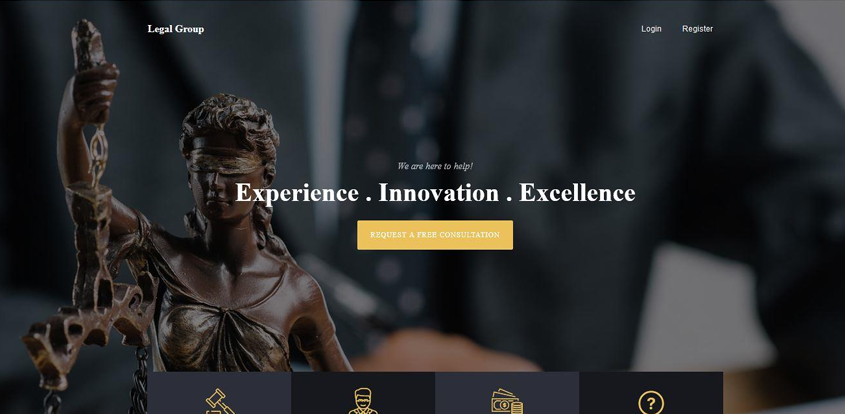 Legal Group
Login
Register
We are here to help!
Experience . Innovation . Excellence
REQUEST A FREE CONSULTATION
?